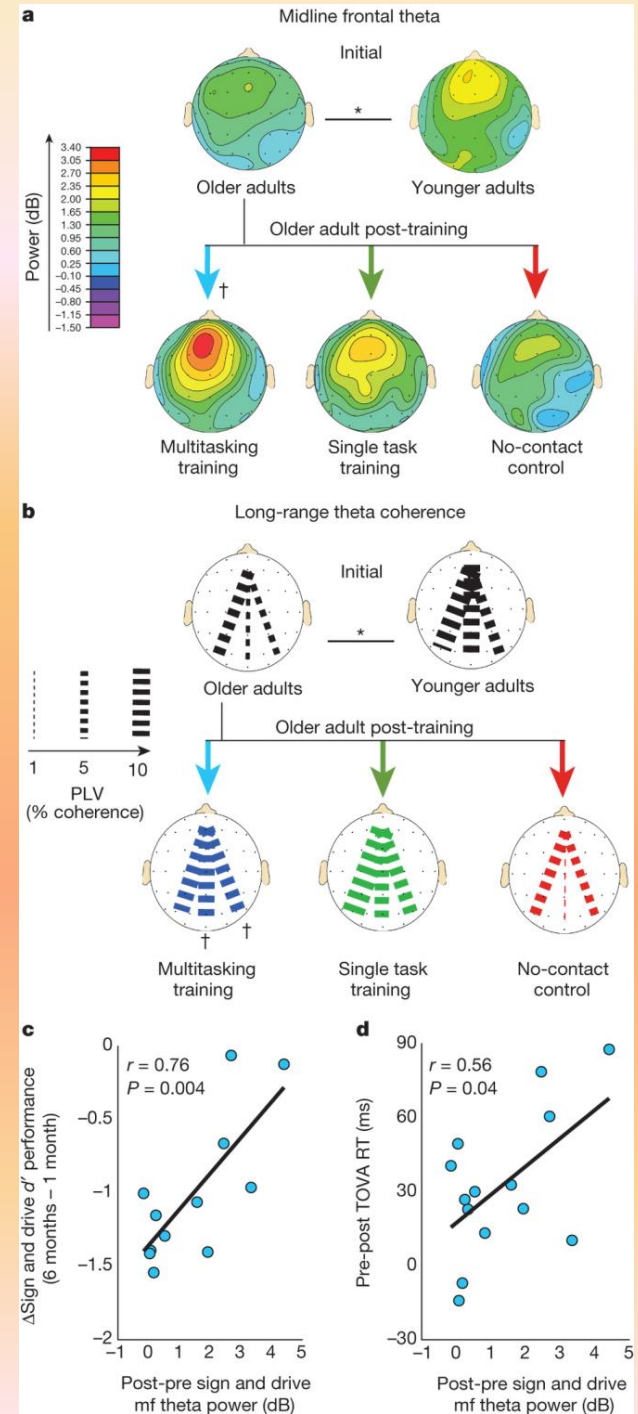 a
Midline frontal theta
Initial
*
Older adults
Younger adults
Power (dB)
3.40
3.05
2.70
2.35
2.00
1.65
1.30
0.95
0.60
0.25
−0.10
−0.45
−0.80
−1.15
−1.50
Older adult post-training
†
Multitasking
training
Single task
training
No-contact
control
b
Long-range theta coherence
Initial
*
Older adults
Younger adults
1 5 10
PLV
(% coherence)
Older adult post-training
† †
Multitasking
training
Single task
training
No-contact
control
c
r = 0.76
P = 0.004
ΔSign and drive d′ performance
(6 months – 1 month)
0
−0.5
−1
−1.5
−2
−1 0 1 2 3 4 5
Post-pre sign and drive
mf theta power (dB)
d
r = 0.56
P = 0.04
Pre-post TOVA RT (ms)
90
60
30
0
−30
−1 0 1 2 3 4 5
Post-pre sign and drive
mf theta power (dB)